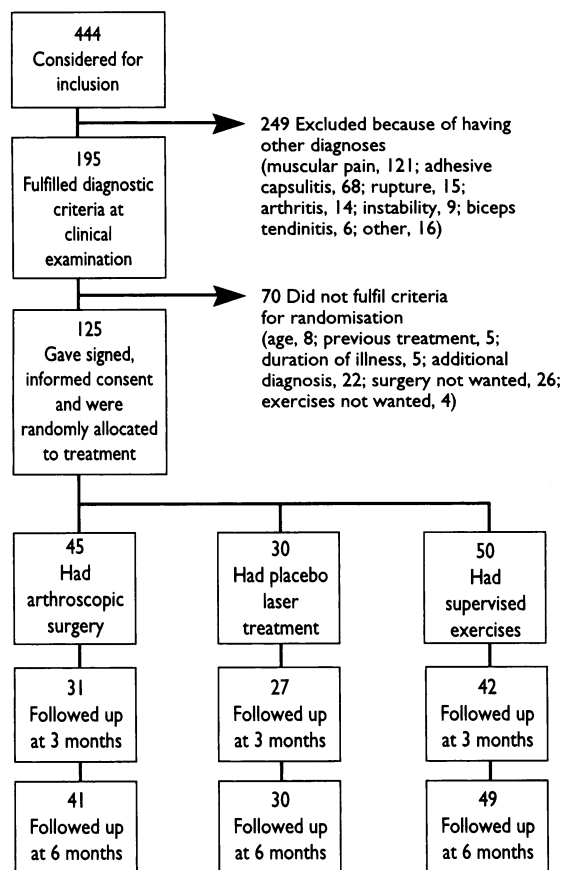 444
Considered for
inclusion
249 Excluded because of having
other diagnoses
(muscular pain, 121; adhesive
capsulitis, 68; rupture, 15;
arthritis, 14; instability, 9; biceps
tendinitis, 6; other, 16)
195
Fulfilled diagnostic
criteria at
clinical
examination
70 Did not fulfil criteria
for randomisation
(age, 8; previous treatment, 5;
duration of illness, 5; additional
diagnosis, 22; surgery not wanted, 26;
exercises not wanted, 4)
125
Gave signed,
informed consent
and were
randomly allocated
to treatment
45
Had
arthroscopic
surgery
30
Had placebo
laser
treatment
50
Had
supervised
exercises
31
Followed up
at 3 months
27
Followed up
at 3 months
42
Followed up
at 3 months
41
Followed up
at 6 months
30
Followed up
at 6 months
49
Followed up
at 6 months